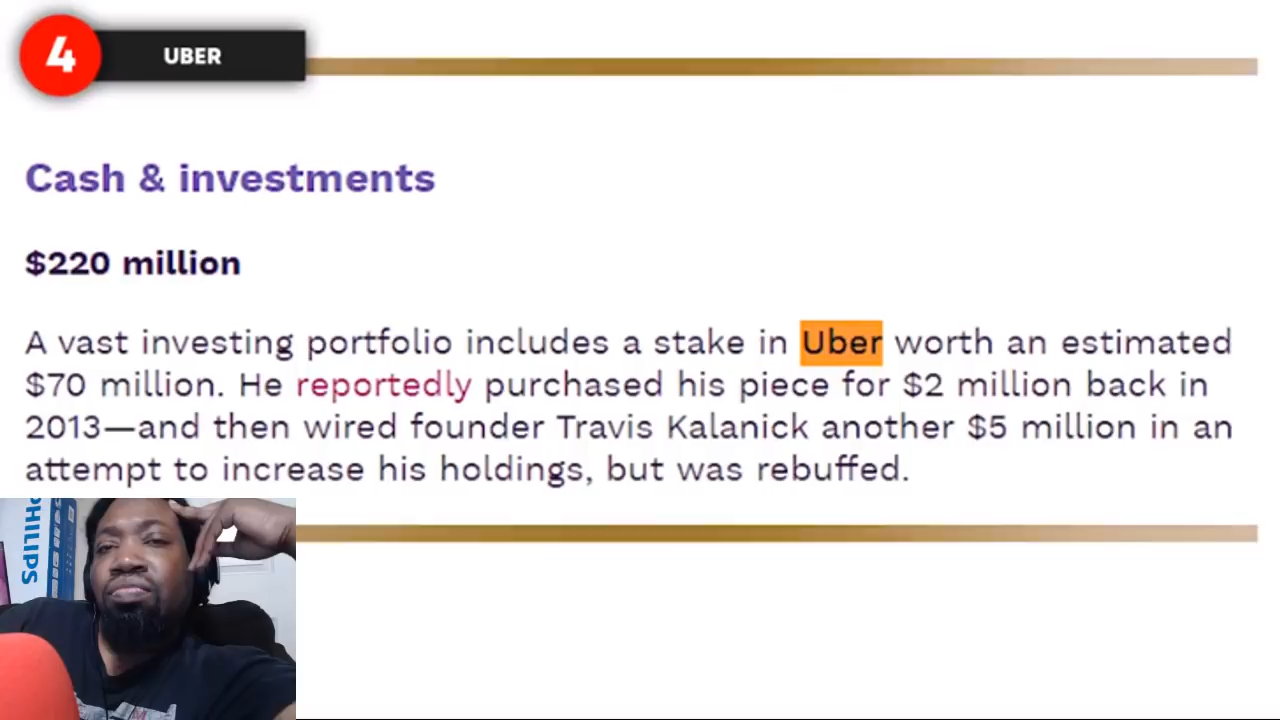 4
UBER
Cash & investments
$220 million
A vast investing portfolio includes a stake in Uber worth an estimated
$70 million. He reportedly purchased his piece for $2 million back in
2013—and then wired founder Travis Kalanick another $5 million in an
attempt to increase his holdings, but was rebuffed.
PHILIPS